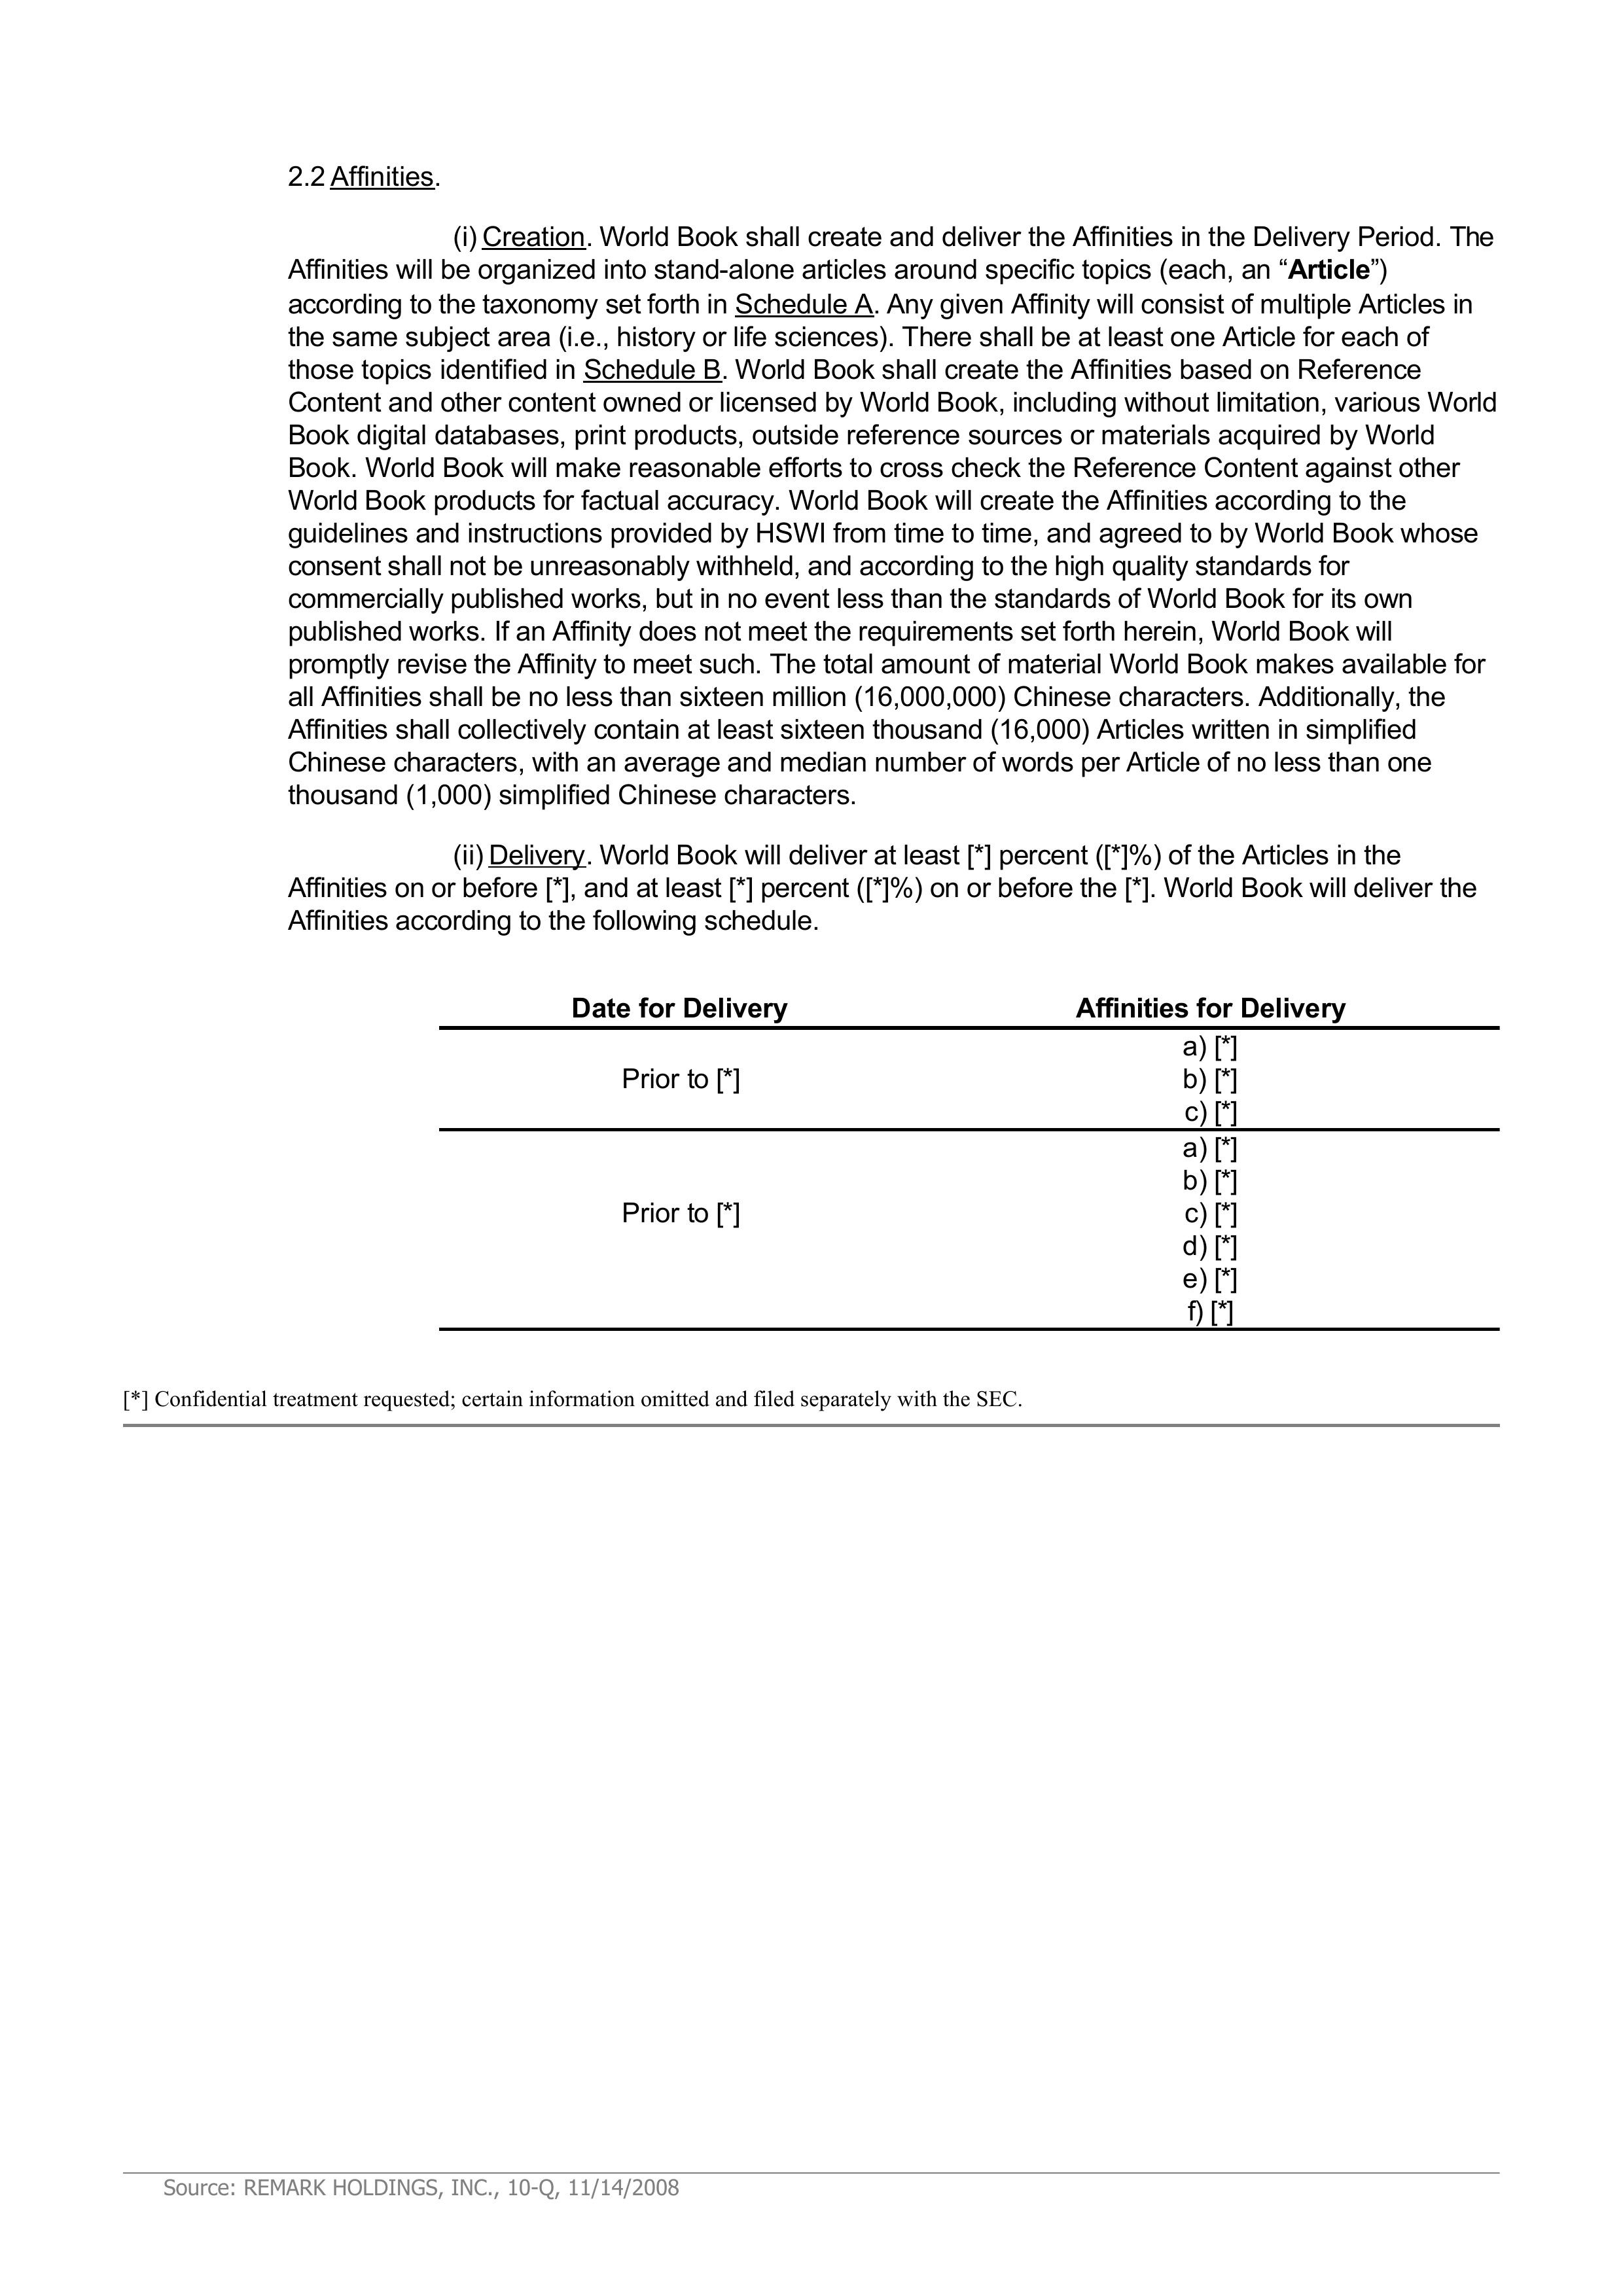 2.2 Affinities.
(i) Creation. World Book shall create and deliver the Affinities in the Delivery Period. The
Affinities will be organized into stand-alone articles around specific topics (each, an “Article”)
according to the taxonomy set forth in Schedule A. Any given Affinity will consist of multiple Articles in
the same subject area (i.e., history or life sciences). There shall be at least one Article for each of
those topics identified in Schedule B. World Book shall create the Affinities based on Reference
Content and other content owned or licensed by World Book, including without limitation, various World
Book digital databases, print products, outside reference sources or materials acquired by World
Book. World Book will make reasonable efforts to cross check the Reference Content against other
World Book products for factual accuracy. World Book will create the Affinities according to the
guidelines and instructions provided by HSWI from time to time, and agreed to by World Book whose
consent shall not be unreasonably withheld, and according to the high quality standards for
commercially published works, but in no event less than the standards of World Book for its own
published works. If an Affinity does not meet the requirements set forth herein, World Book will
promptly revise the Affinity to meet such. The total amount of material World Book makes available for
all Affinities shall be no less than sixteen million (16,000,000) Chinese characters. Additionally, the
Affinities shall collectively contain at least sixteen thousand (16,000) Articles written in simplified
Chinese characters, with an average and median number of words per Article of no less than one
thousand (1,000) simplified Chinese characters.
(ii) Delivery. World Book will deliver at least [*] percent ([*]%) of the Articles in the
Affinities on or before [*], and at least [*] percent ([*]%) on or before the [*]. World Book will deliver the
Affinities according to the following schedule.
Date for Delivery Affinities for Delivery
a) [*]
Prior to [*] b) [*]
c) [*]
a) [*]
b) [*]
Prior to [*] c) [*]
d) [*]
e) [*]
f) [*]
[*] Confidential treatment requested; certain information omitted and filed separately with the SEC.
Source: REMARK HOLDINGS, INC., 10-Q, 11/14/2008